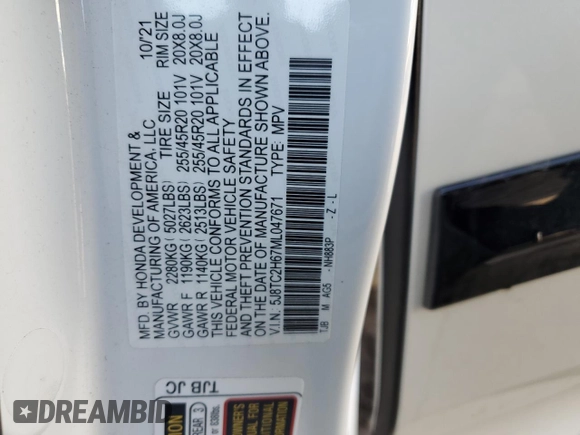 MFD. BY HONDA DEVELOPMENT &
MANUFACTURING OF AMERICA, LLC 10/'21
GVWR 2280KG (5027LBS) TIRE SIZE RIM SIZE
GAWR F 1190KG (2623LBS) 255/45R20 101V 20X8.0J
GAWR R 1140KG (2513LBS) 255/45R20 101V 20X8.0J
THIS VEHICLE CONFORMS TO ALL APPLICABLE
FEDERAL MOTOR VEHICLE SAFETY
AND THEFT PREVENTION STANDARDS IN EFFECT
ON THE DATE OF MANUFACTURE SHOWN ABOVE.
V.I.N: 5J8TC2H67ML047671 TYPE: MPV
TJB M AG5 -NH883P -Z-L
TJB JC
REAR 3
DREAMBID